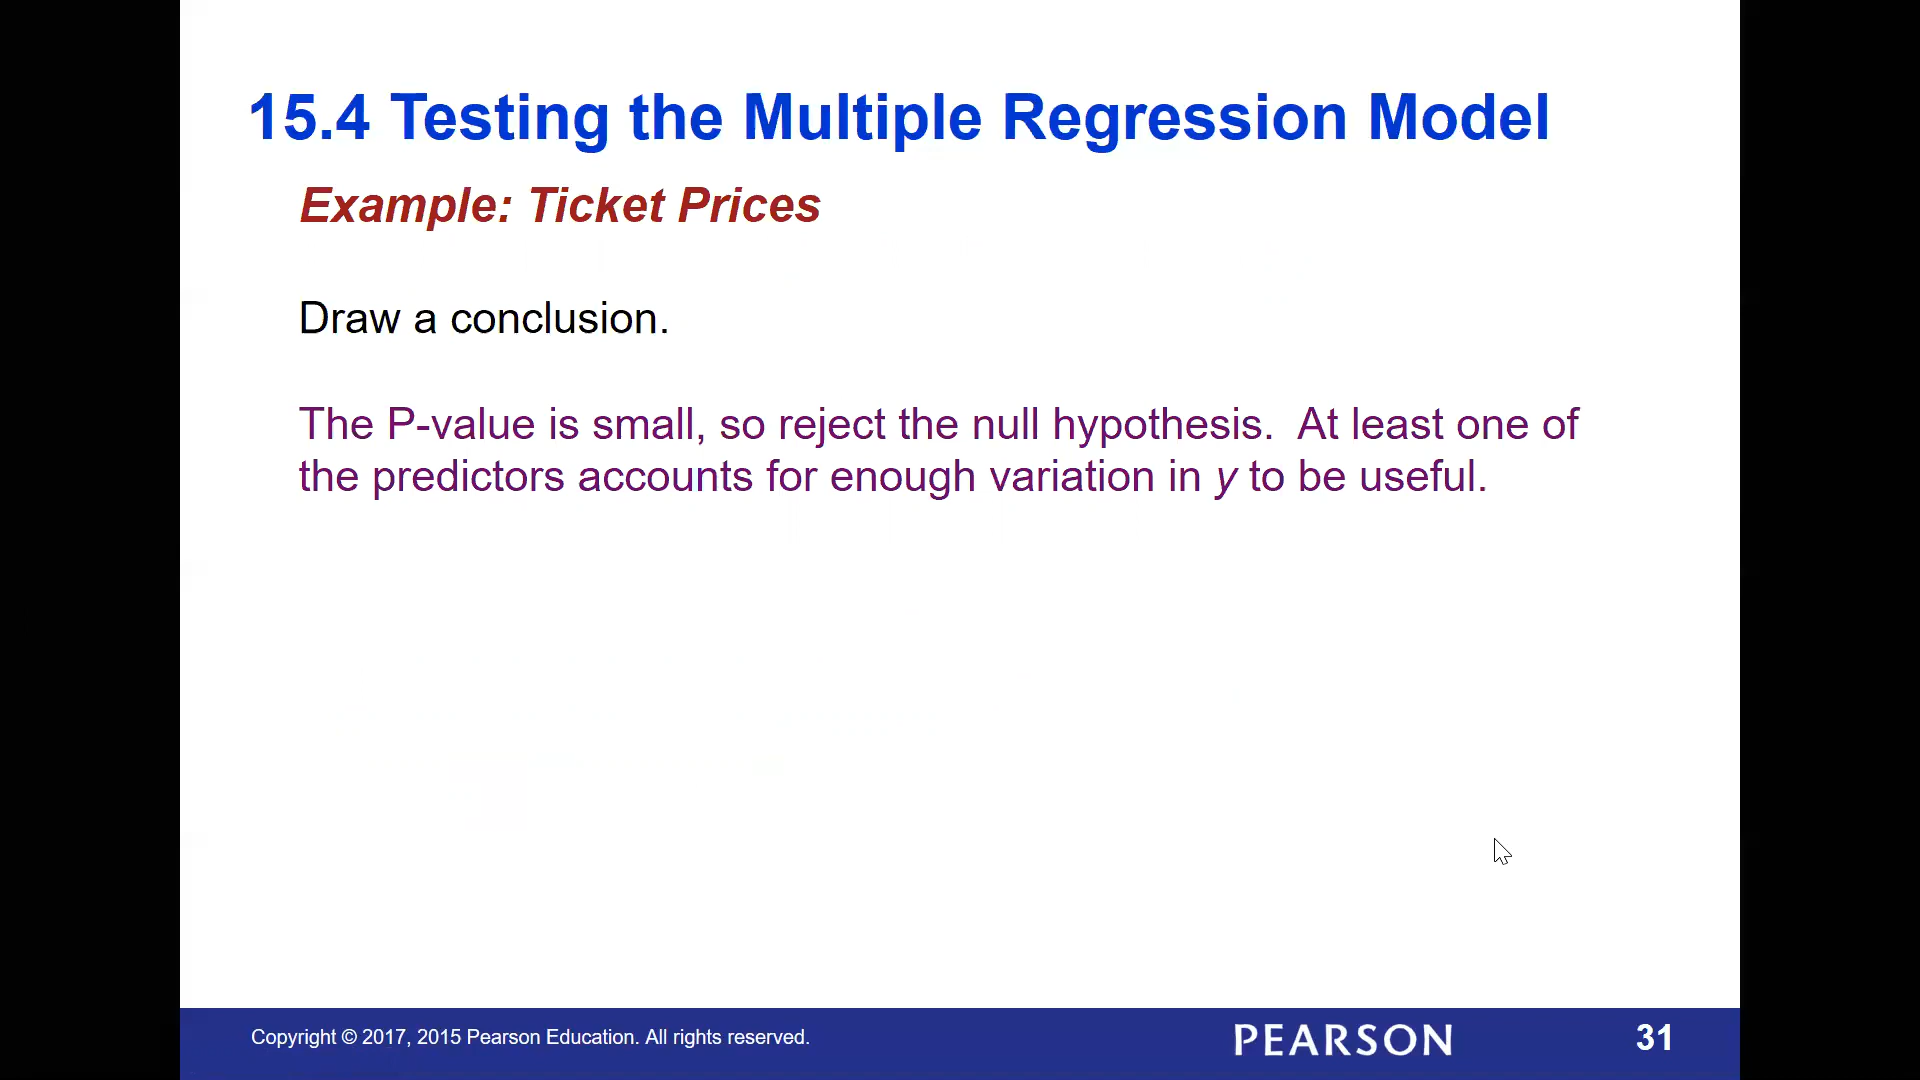 15.4 Testing the Multiple Regression Model
Example: Ticket Prices
Draw a conclusion.
The P-value is small, so reject the null hypothesis.  At least one of
the predictors accounts for enough variation in y to be useful.
Copyright © 2017, 2015 Pearson Education. All rights reserved.
PEARSON
31